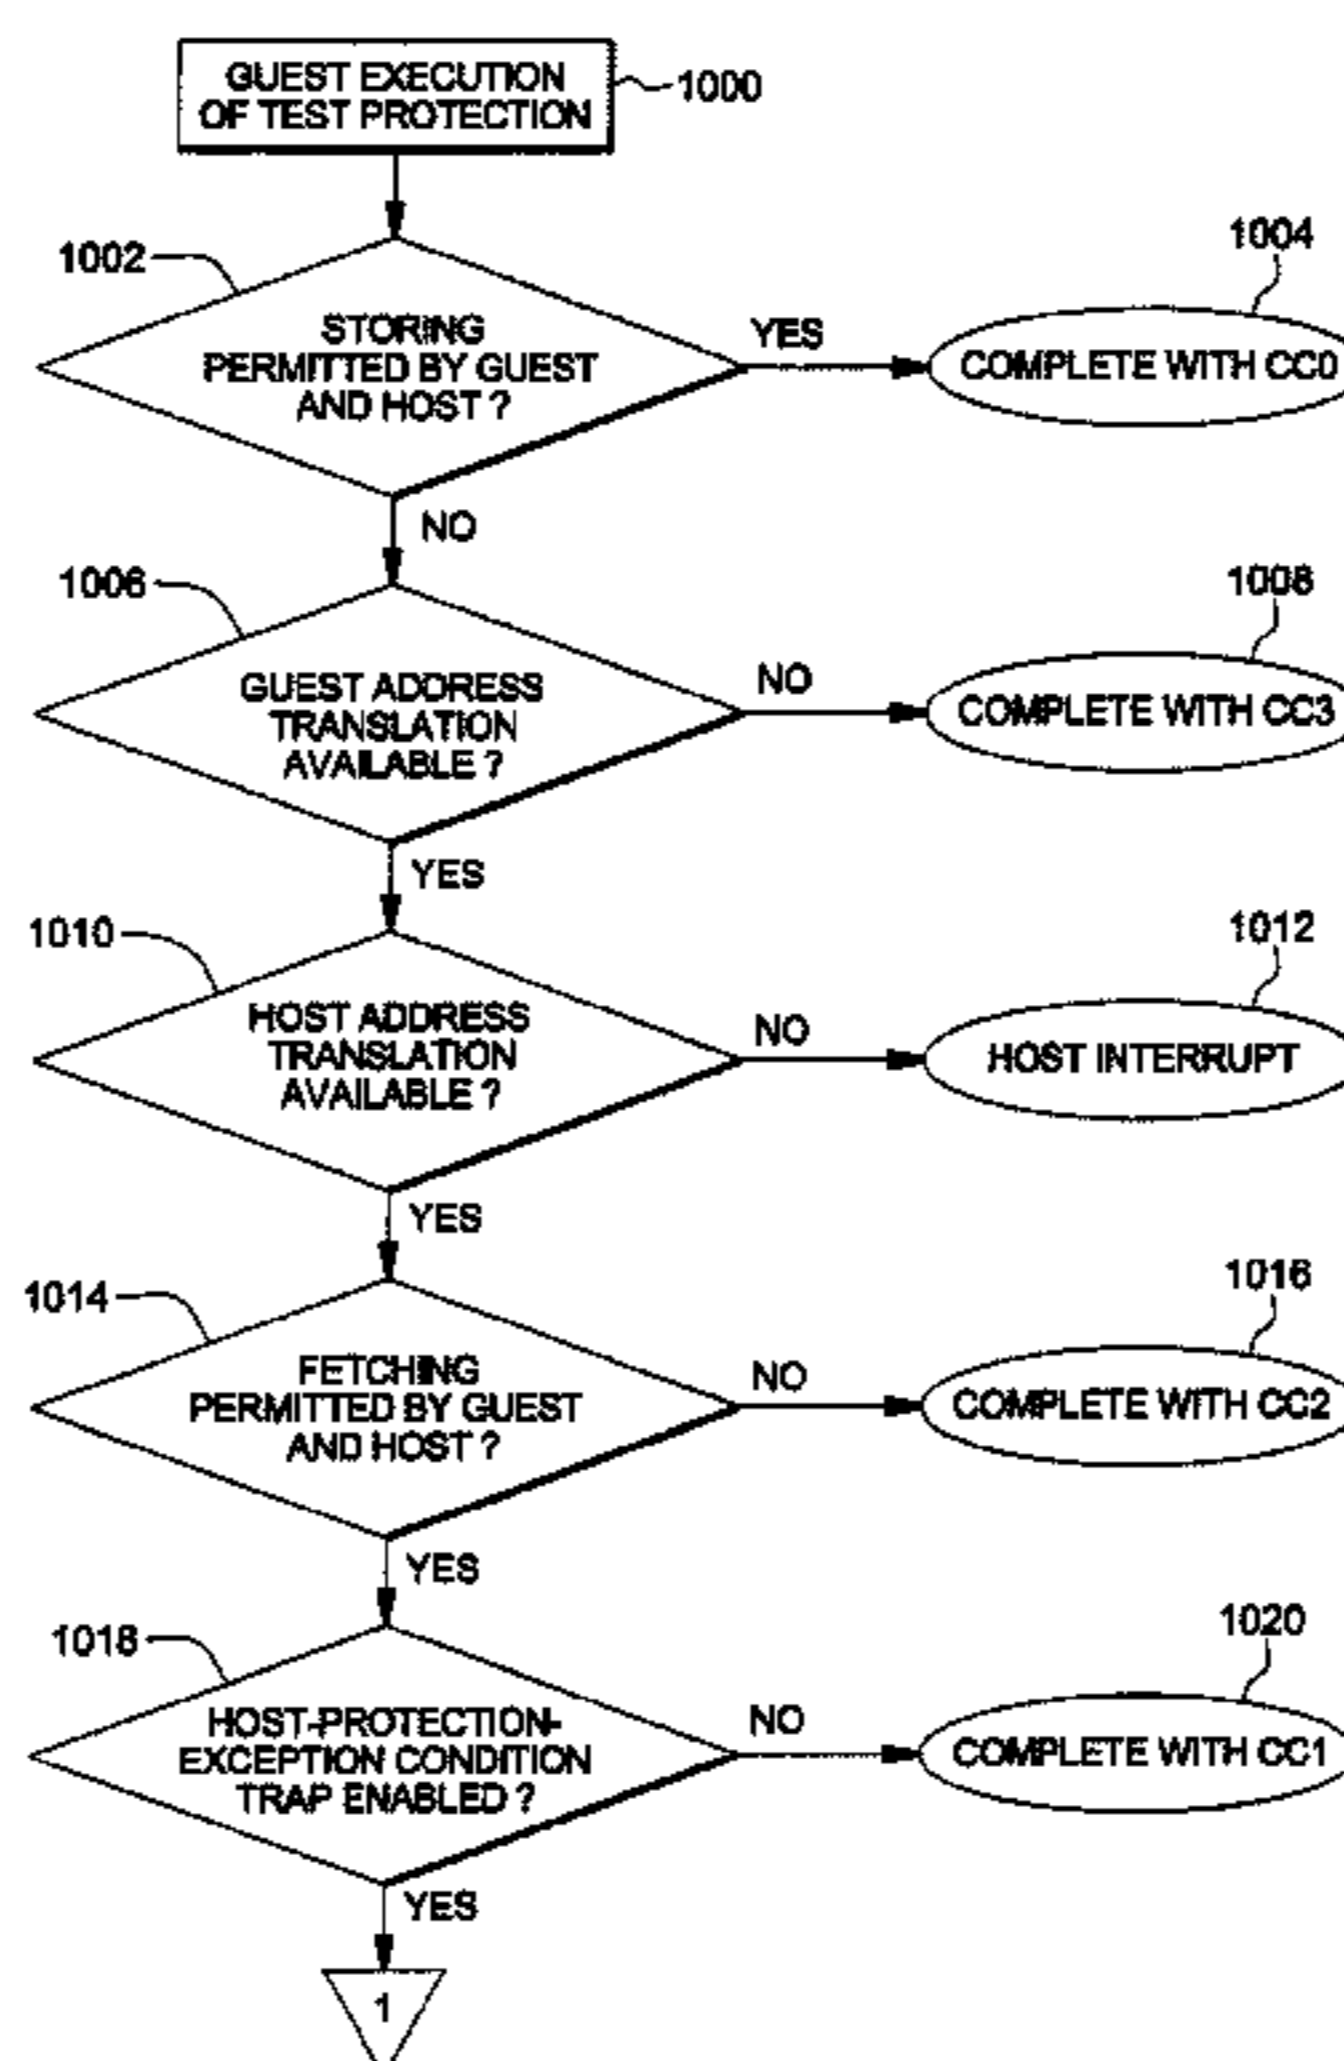 GUEST EXECUTION
OF TEST PROTECTION
1000
1002
STORING
PERMITTED BY GUEST
AND HOST ?
YES
1004
COMPLETE WITH CC0
NO
1006
GUEST ADDRESS
TRANSLATION
AVAILABLE ?
NO
1008
COMPLETE WITH CC3
YES
1010
HOST ADDRESS
TRANSLATION
AVAILABLE ?
NO
1012
HOST INTERRUPT
YES
1014
FETCHING
PERMITTED BY GUEST
AND HOST ?
NO
1016
COMPLETE WITH CC2
YES
1018
HOST-PROTECTION-
EXCEPTION CONDITION
TRAP ENABLED ?
NO
1020
COMPLETE WITH CC1
YES
1